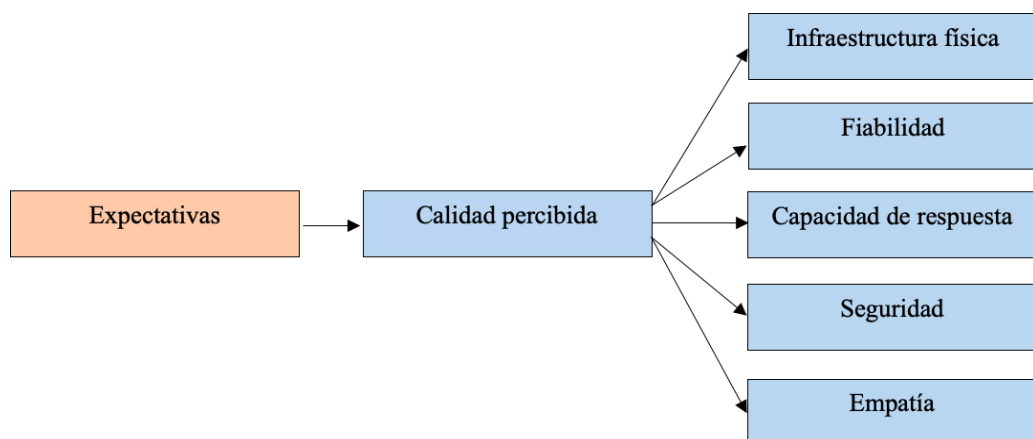 Infraestructura física
Fiabilidad
Expectativas
Calidad percibida
Capacidad de respuesta
Seguridad
Empatía